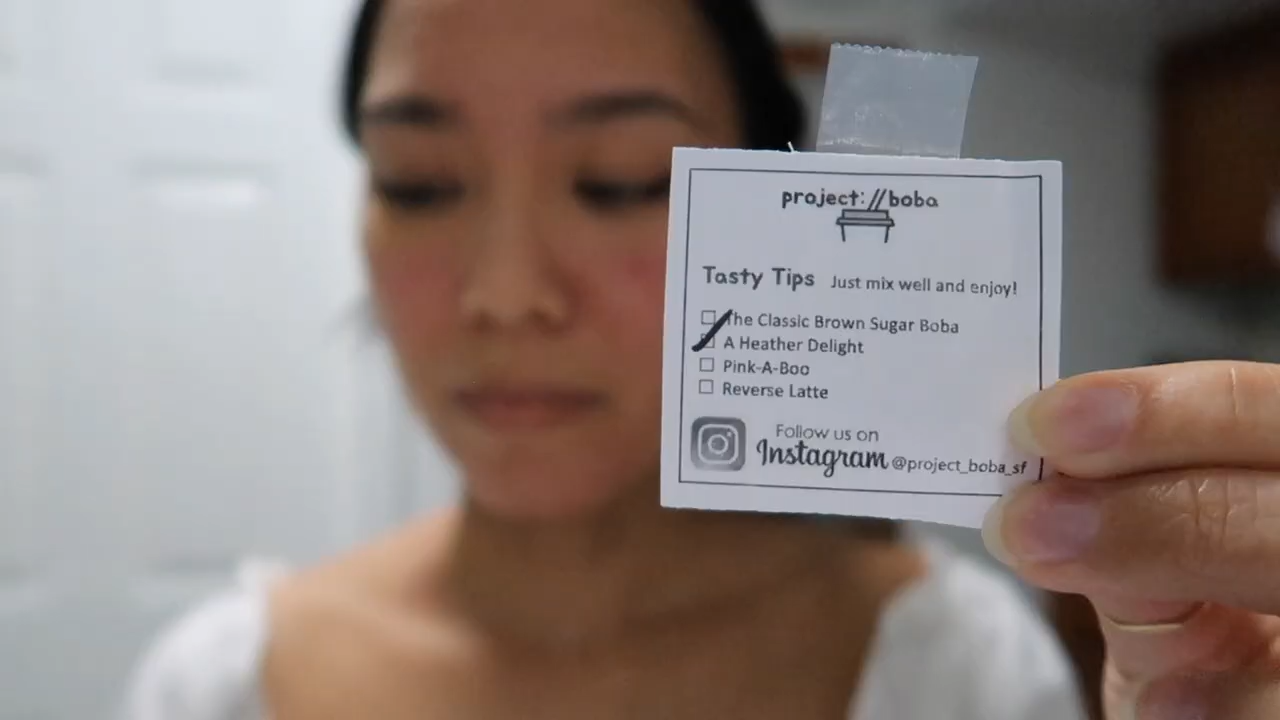 project://boba
Tasty Tips Just mix well and enjoy!
The Classic Brown Sugar Boba
A Heather Delight
Pink-A-Boo
Reverse Latte
Follow us on
Instagram @project_boba_sf